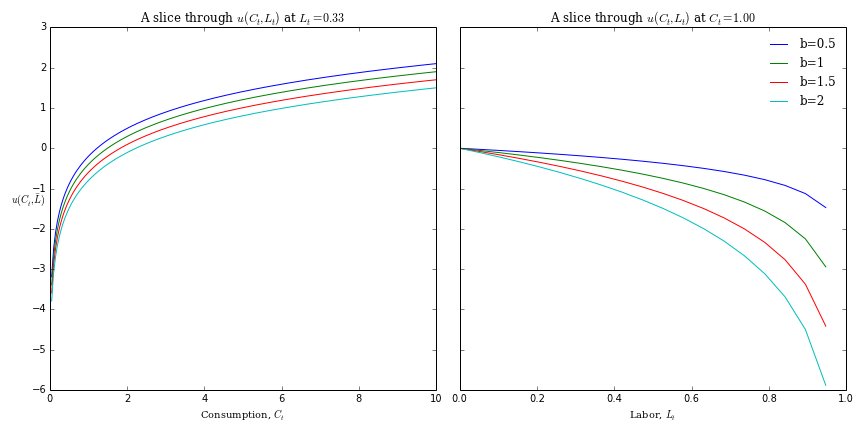 A slice through u(C_t,L_t) at L_t=0.33
A slice through u(C_t,L_t) at C_t=1.00
3
2
1
0
−1
−2
−3
−4
−5
−6
u(C_t,L̄)
0
2
4
6
8
10
Consumption, C_t
b=0.5
b=1
b=1.5
b=2
0.0
0.2
0.4
0.6
0.8
1.0
Labor, L_t